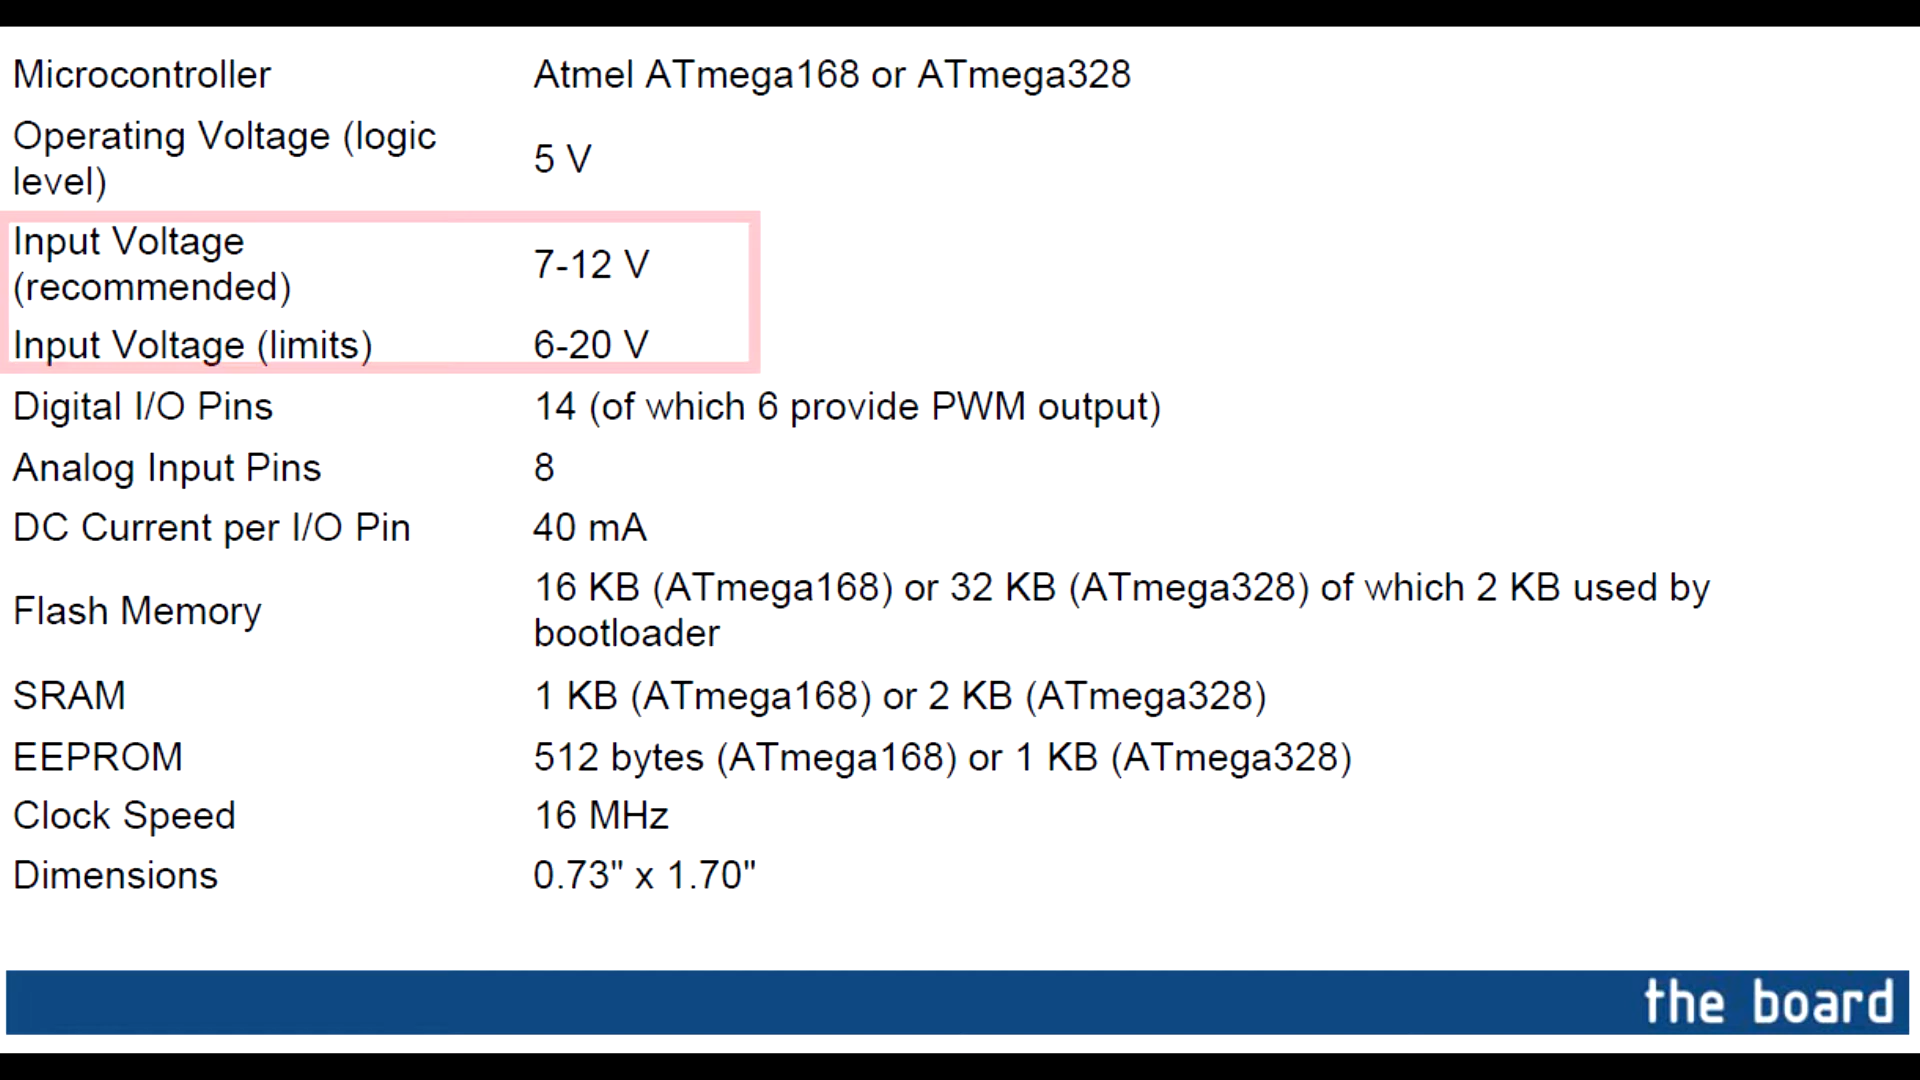 Microcontroller Atmel ATmega168 or ATmega328
Operating Voltage (logic
level) 5 V
Input Voltage
(recommended) 7-12 V
Input Voltage (limits) 6-20 V
Digital I/O Pins 14 (of which 6 provide PWM output)
Analog Input Pins 8
DC Current per I/O Pin 40 mA
Flash Memory 16 KB (ATmega168) or 32 KB (ATmega328) of which 2 KB used by
bootloader
SRAM 1 KB (ATmega168) or 2 KB (ATmega328)
EEPROM 512 bytes (ATmega168) or 1 KB (ATmega328)
Clock Speed 16 MHz
Dimensions 0.73" x 1.70"
the board